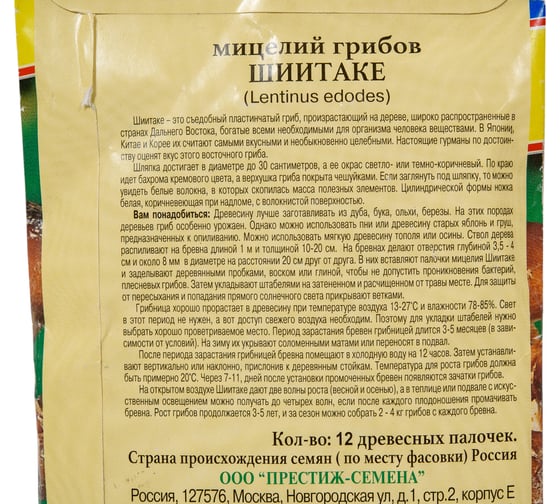 мицелий грибов
ШИИТАКЕ
(Lentinus edodes)
Шиитаке – это съедобный пластинчатый гриб, произрастающий на дереве, широко распространенные в
странах Дальнего Востока, богатые всеми необходимыми для организма человека веществами. В Японии,
Китае и Корее их считают самыми вкусными и необыкновенно целебными. Настоящие гурманы по достоин-
ству оценят вкус этого восточного гриба.
Шляпка достигает в диаметре до 30 сантиметров, а ее окрас светло- или темно-коричневый. По краю
идет бахрома кремового цвета, а верхушка гриба покрыта чешуйками. Если заглянуть под шляпку, то можно
увидеть белые волокна, в которых скопилась масса полезных элементов. Цилиндрической формы ножка
белая, коричневеющая при надломе, с волокнистой поверхностью.
Вам понадобиться: Древесину лучше заготавливать из дуба, бука, ольхи, березы. На этих породах
деревьев гриб особенно урожаен. Однако можно использовать пни или древесину старых яблонь и груш,
предназначенных к опиливанию. Можно использовать мягкую древесину тополя или осины. Ствол дерева
распиливают на бревна длиной 1 м и толщиной 10-20 см. На бревнах делают отверстия глубиной 3,5 - 4
см и около 8 мм в диаметре на расстоянии 20 см друг от друга. В них вставляют палочки мицелия Шиитаке
и заделывают деревянными пробками, воском или глиной, чтобы не допустить проникновения бактерий,
плесневых грибов. Затем укладывают штабелями на затененном и расчищенном от травы месте. Для защиты
от пересыхания и попадания прямого солнечного света прикрывают ветками.
Грибница хорошо прорастает в древесину при температуре воздуха 13-27°С и влажности 78-85%. Свет
в этот период не нужен, а вот доступ свежего воздуха необходим. Поэтому для укладки штабелей нужно
выбрать хорошо проветриваемое место. Период зарастания бревен грибницей длится 3-5 месяцев (в зави-
симости от условий). На зиму их укрывают соломенными матами или переносят в подвал.
После периода зарастания грибницей бревна помещают в холодную воду на 12 часов. Затем устанавли-
вают вертикально или наклонно, прислонив к деревянным стойкам. Температура для роста грибов должна
быть примерно 20°С. Через 7-11, дней после установки промоченных бревен появляются зачатки грибов.
На открытом воздухе Шиитаке дают две волны роста (весной и осенью), а в теплице или подвале с искус-
ственным освещением можно получать до четырех волн, если после каждого плодоношения промачивать
бревна. Рост грибов продолжается 3-5 лет, и за сезон можно собрать 2 - 4 кг грибов с каждого бревна.
Кол-во: 12 древесных палочек.
Страна происхождения семян ( по месту фасовки) Россия
ООО "ПРЕСТИЖ-СЕМЕНА"
Россия, 127576, Москва, Новгородская ул, д.1, стр.2, корпус Е